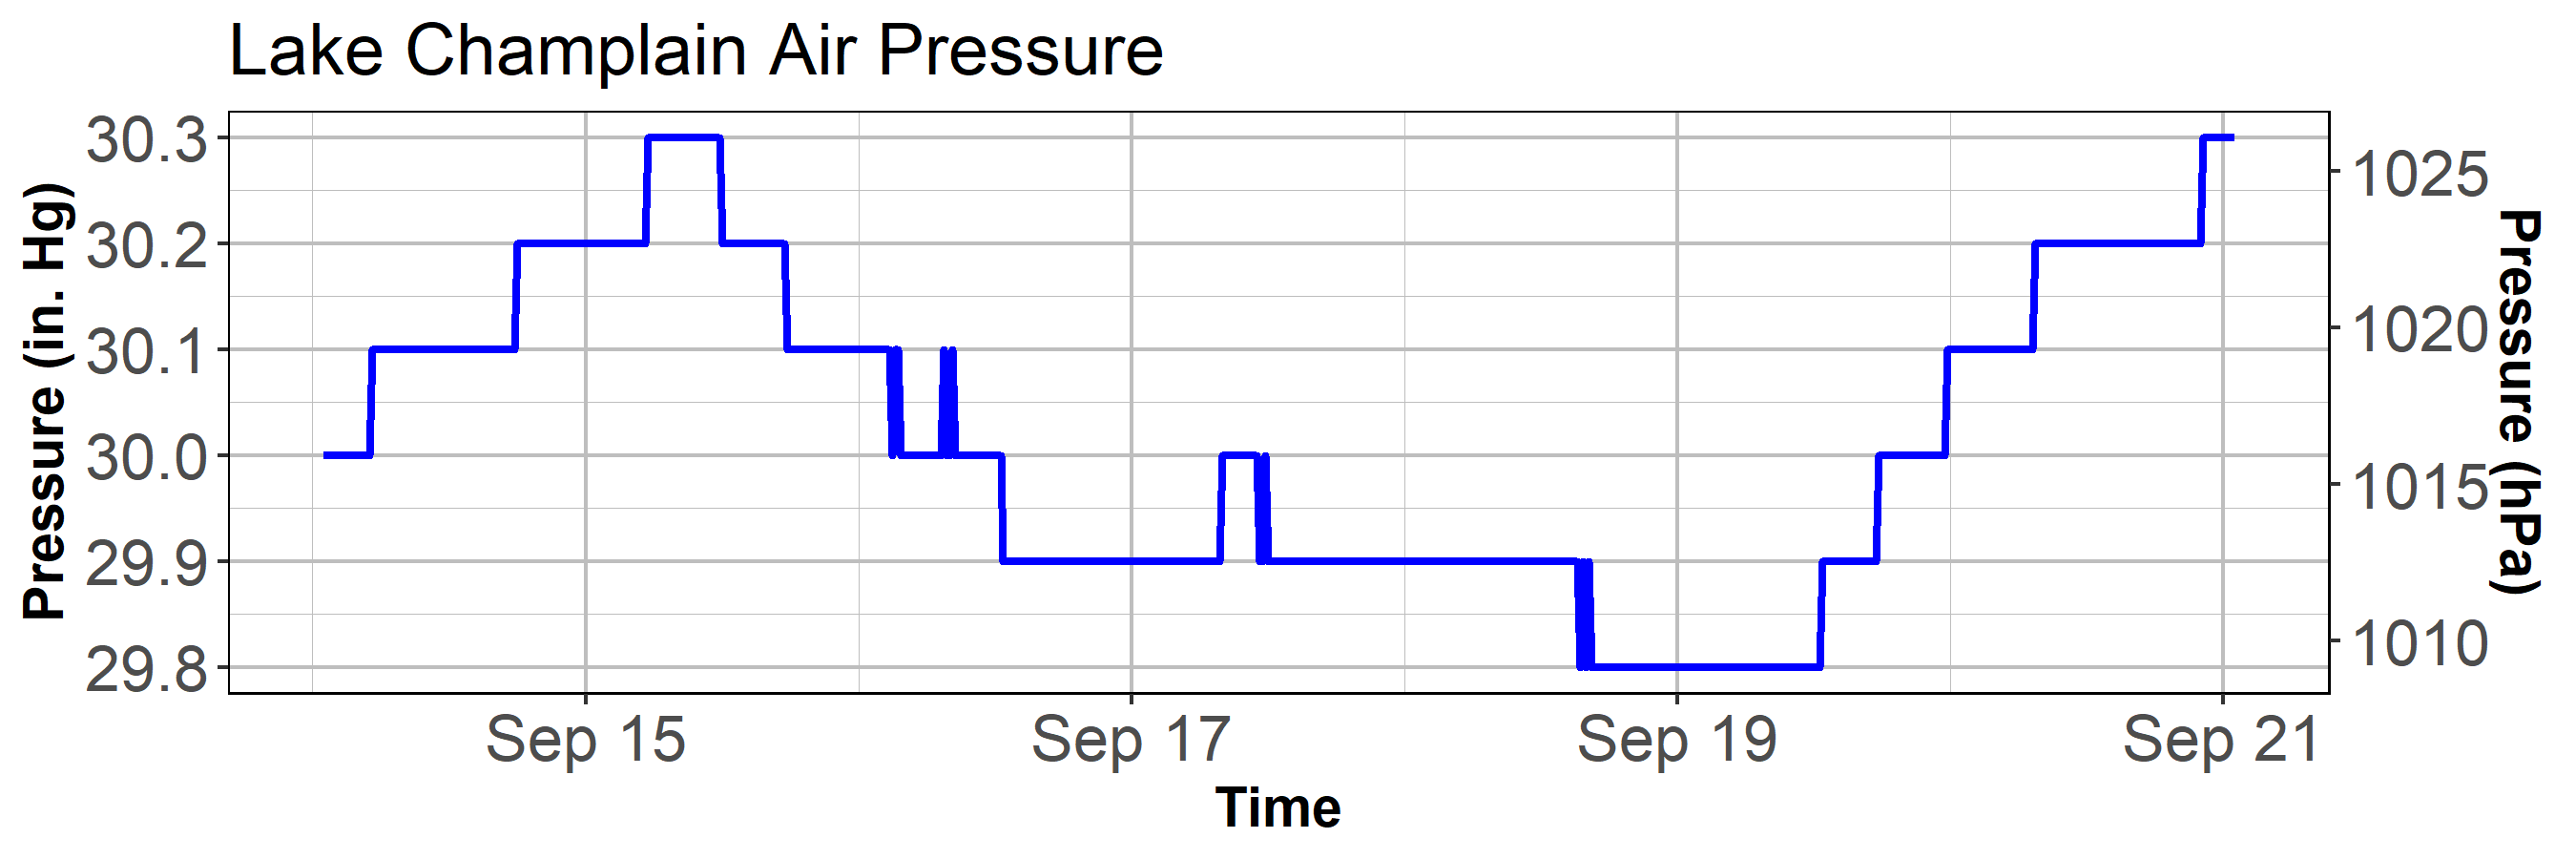 Lake Champlain Air Pressure
Pressure (in. Hg)
30.3
30.2
30.1
30.0
29.9
29.8
1025
1020
1015
1010
Pressure (hPa)
Sep 15 Sep 17 Sep 19 Sep 21
Time